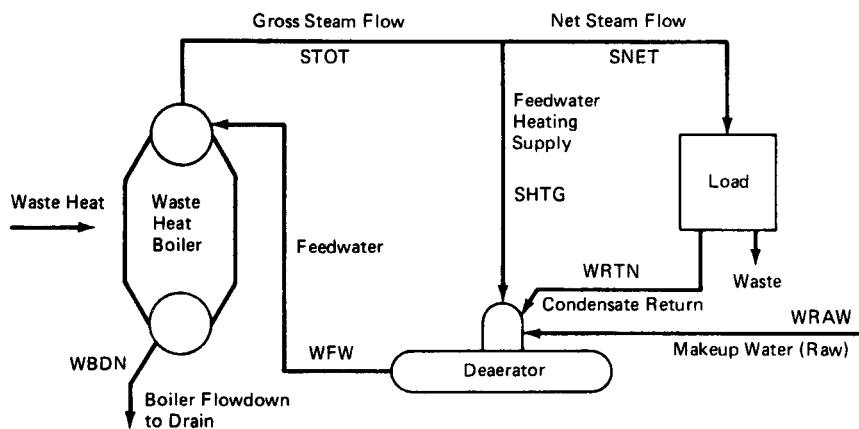 Gross Steam Flow
Net Steam Flow
STOT
SNET
Feedwater
Heating
Supply
SHTG
Load
Waste Heat
Waste
Heat
Boiler
Feedwater
WRTN
Condensate Return
Waste
WRAW
Makeup Water (Raw)
WBDN
WFW
Deaerator
Boiler Flowdown
to Drain